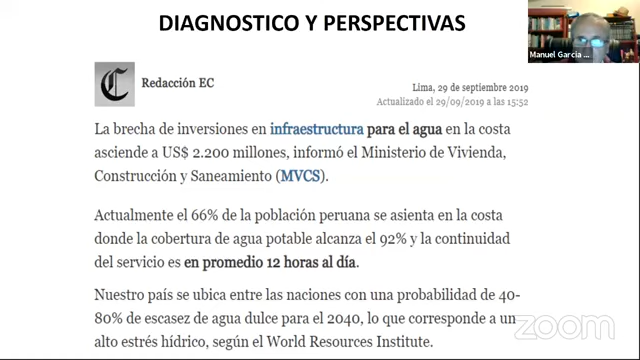 DIAGNOSTICO Y PERSPECTIVAS
Manuel Garcia ...
Redacción EC
Lima, 29 de septiembre 2019
Actualizado el 29/09/2019 a las 15:52
La brecha de inversiones en infraestructura para el agua en la costa
asciende a US$ 2.200 millones, informó el Ministerio de Vivienda,
Construcción y Saneamiento (MVCS).
Actualmente el 66% de la población peruana se asienta en la costa
donde la cobertura de agua potable alcanza el 92% y la continuidad
del servicio es en promedio 12 horas al día.
Nuestro país se ubica entre las naciones con una probabilidad de 40-
80% de escasez de agua dulce para el 2040, lo que corresponde a un
alto estrés hídrico, según el World Resources Institute.
zoom